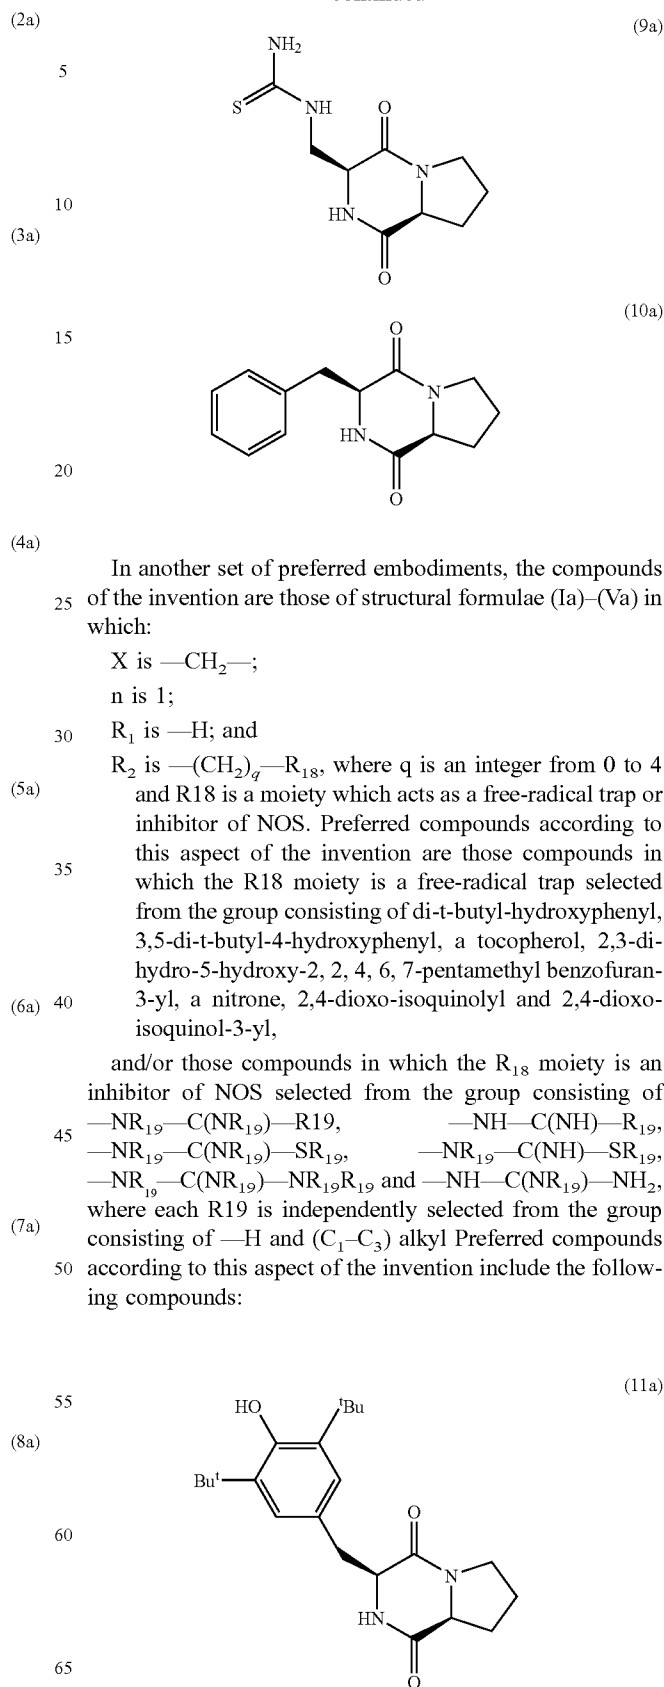 (2a)
(9a)
NH2
5
S
NH
O
N
10
HN
(3a)
O
(10a)
15
O
N
HN
20
O
(4a)
In another set of preferred embodiments, the compounds
25 of the invention are those of structural formulae (Ia)–(Va) in
which:
X is —CH2—;
n is 1;
30 R1 is —H; and
R2 is —(CH2)q—R18, where q is an integer from 0 to 4
(5a)
and R18 is a moiety which acts as a free-radical trap or
inhibitor of NOS. Preferred compounds according to
35 this aspect of the invention are those compounds in
which the R18 moiety is a free-radical trap selected
from the group consisting of di-t-butyl-hydroxyphenyl,
3,5-di-t-butyl-4-hydroxyphenyl, a tocopherol, 2,3-di-
hydro-5-hydroxy-2, 2, 4, 6, 7-pentamethyl benzofuran-
(6a) 40 3-yl, a nitrone, 2,4-dioxo-isoquinolyl and 2,4-dioxo-
isoquinol-3-yl,
and/or those compounds in which the R18 moiety is an
inhibitor of NOS selected from the group consisting of
—NR19—C(NR19)—R19, —NH—C(NH)—R19,
45 —NR19—C(NR19)—SR19, —NR19—C(NH)—SR19,
—NR19—C(NR19)—NR19R19 and —NH—C(NR19)—NH2,
(7a) where each R19 is independently selected from the group
consisting of —H and (C1–C3) alkyl Preferred compounds
50 according to this aspect of the invention include the follow-
ing compounds:
(11a)
55
HO
tBu
(8a)
But
60
O
N
HN
65
O